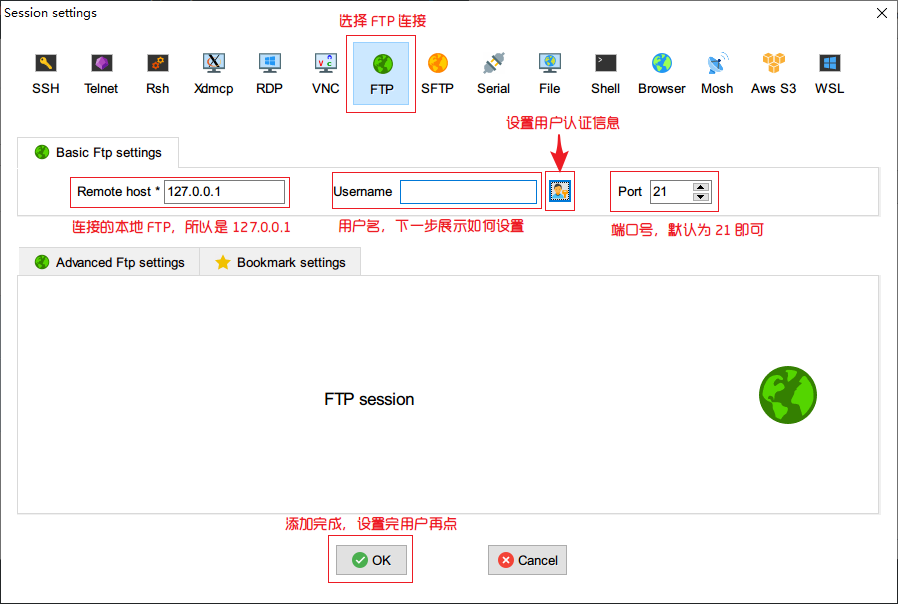 Session settings
选择 FTP 连接
SSH
Telnet
Rsh
Xdmcp
RDP
VNC
FTP
SFTP
Serial
File
Shell
Browser
Mosh
Aws S3
WSL
设置用户认证信息
Basic Ftp settings
Remote host * 127.0.0.1
Username
Port 21
连接的本地 FTP，所以是 127.0.0.1
用户名，下一步展示如何设置
端口号，默认为 21 即可
Advanced Ftp settings
Bookmark settings
FTP session
添加完成，设置完用户再点
OK
Cancel